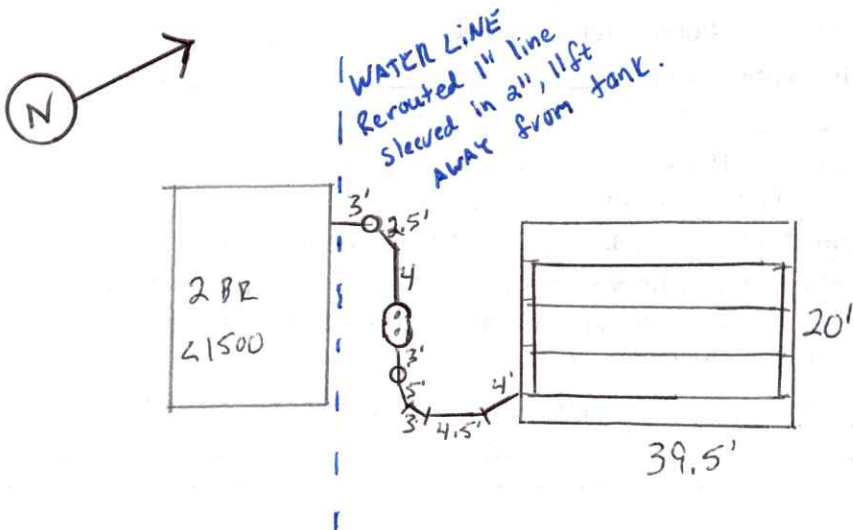 N
WATER LINE
Rerouted 1" line
sleeved in 2", 11ft
AWAY from tank.
3'
2.5'
4
2 BR
<1500
3'
5'
3'
4.5'
4'
20'
39.5'